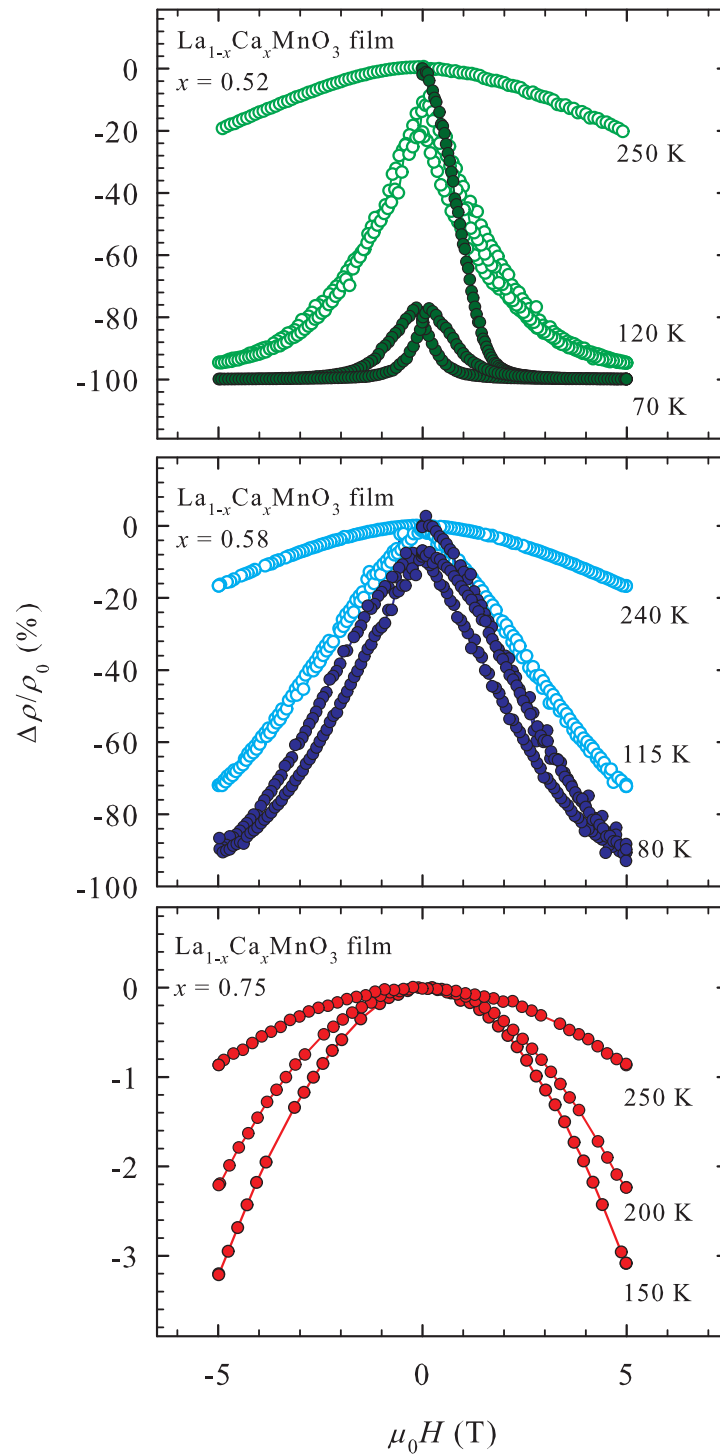 La₁₋ₓCaₓMnO₃ film
x = 0.52
0
-20
-40
-60
-80
-100
250 K
120 K
70 K
La₁₋ₓCaₓMnO₃ film
x = 0.58
0
-20
-40
-60
-80
-100
240 K
115 K
80 K
Δρ/ρ₀ (%)
La₁₋ₓCaₓMnO₃ film
x = 0.75
0
-1
-2
-3
250 K
200 K
150 K
-5 0 5
μ₀H (T)